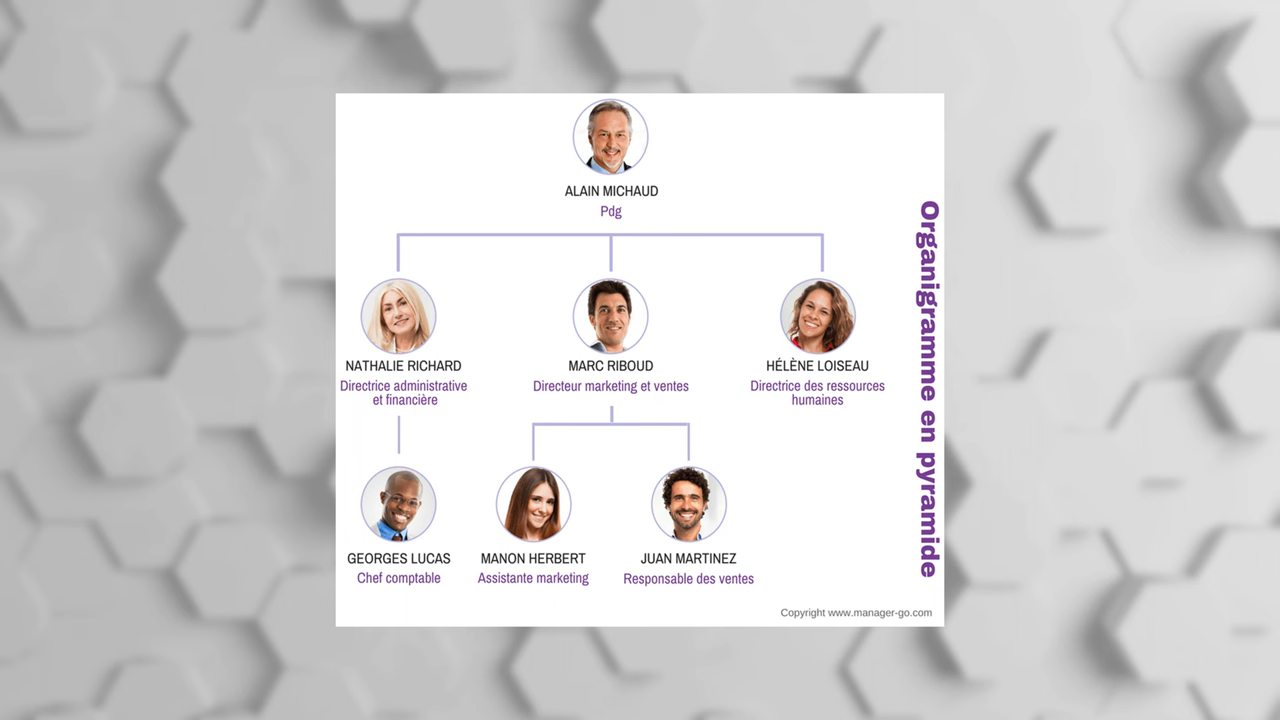 ALAIN MICHAUD
Pdg
NATHALIE RICHARD
Directrice administrative
et financière
MARC RIBOUD
Directeur marketing et ventes
HÉLÈNE LOISEAU
Directrice des ressources
humaines
GEORGES LUCAS
Chef comptable
MANON HERBERT
Assistante marketing
JUAN MARTINEZ
Responsable des ventes
Organigramme en pyramide
Copyright www.manager-go.com